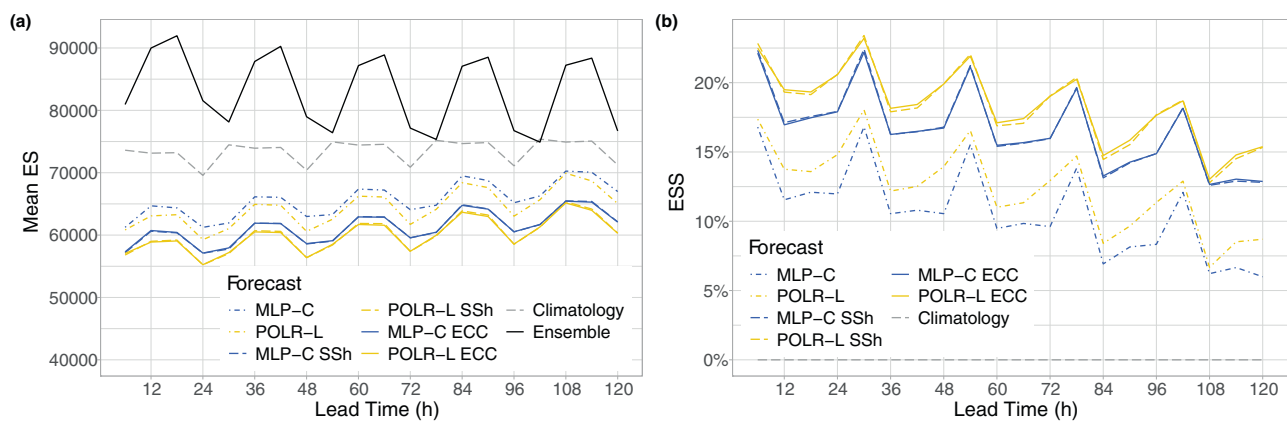 (a)
Mean ES
90000
80000
70000
60000
50000
40000
12 24 36 48 60 72 84 96 108 120
Lead Time (h)
Forecast
MLP−C
POLR−L
MLP−C SSh
POLR−L SSh
MLP−C ECC
POLR−L ECC
Climatology
Ensemble
(b)
ESS
20%
15%
10%
5%
0%
12 24 36 48 60 72 84 96 108 120
Lead Time (h)
Forecast
MLP−C
POLR−L
MLP−C SSh
POLR−L SSh
MLP−C ECC
POLR−L ECC
Climatology